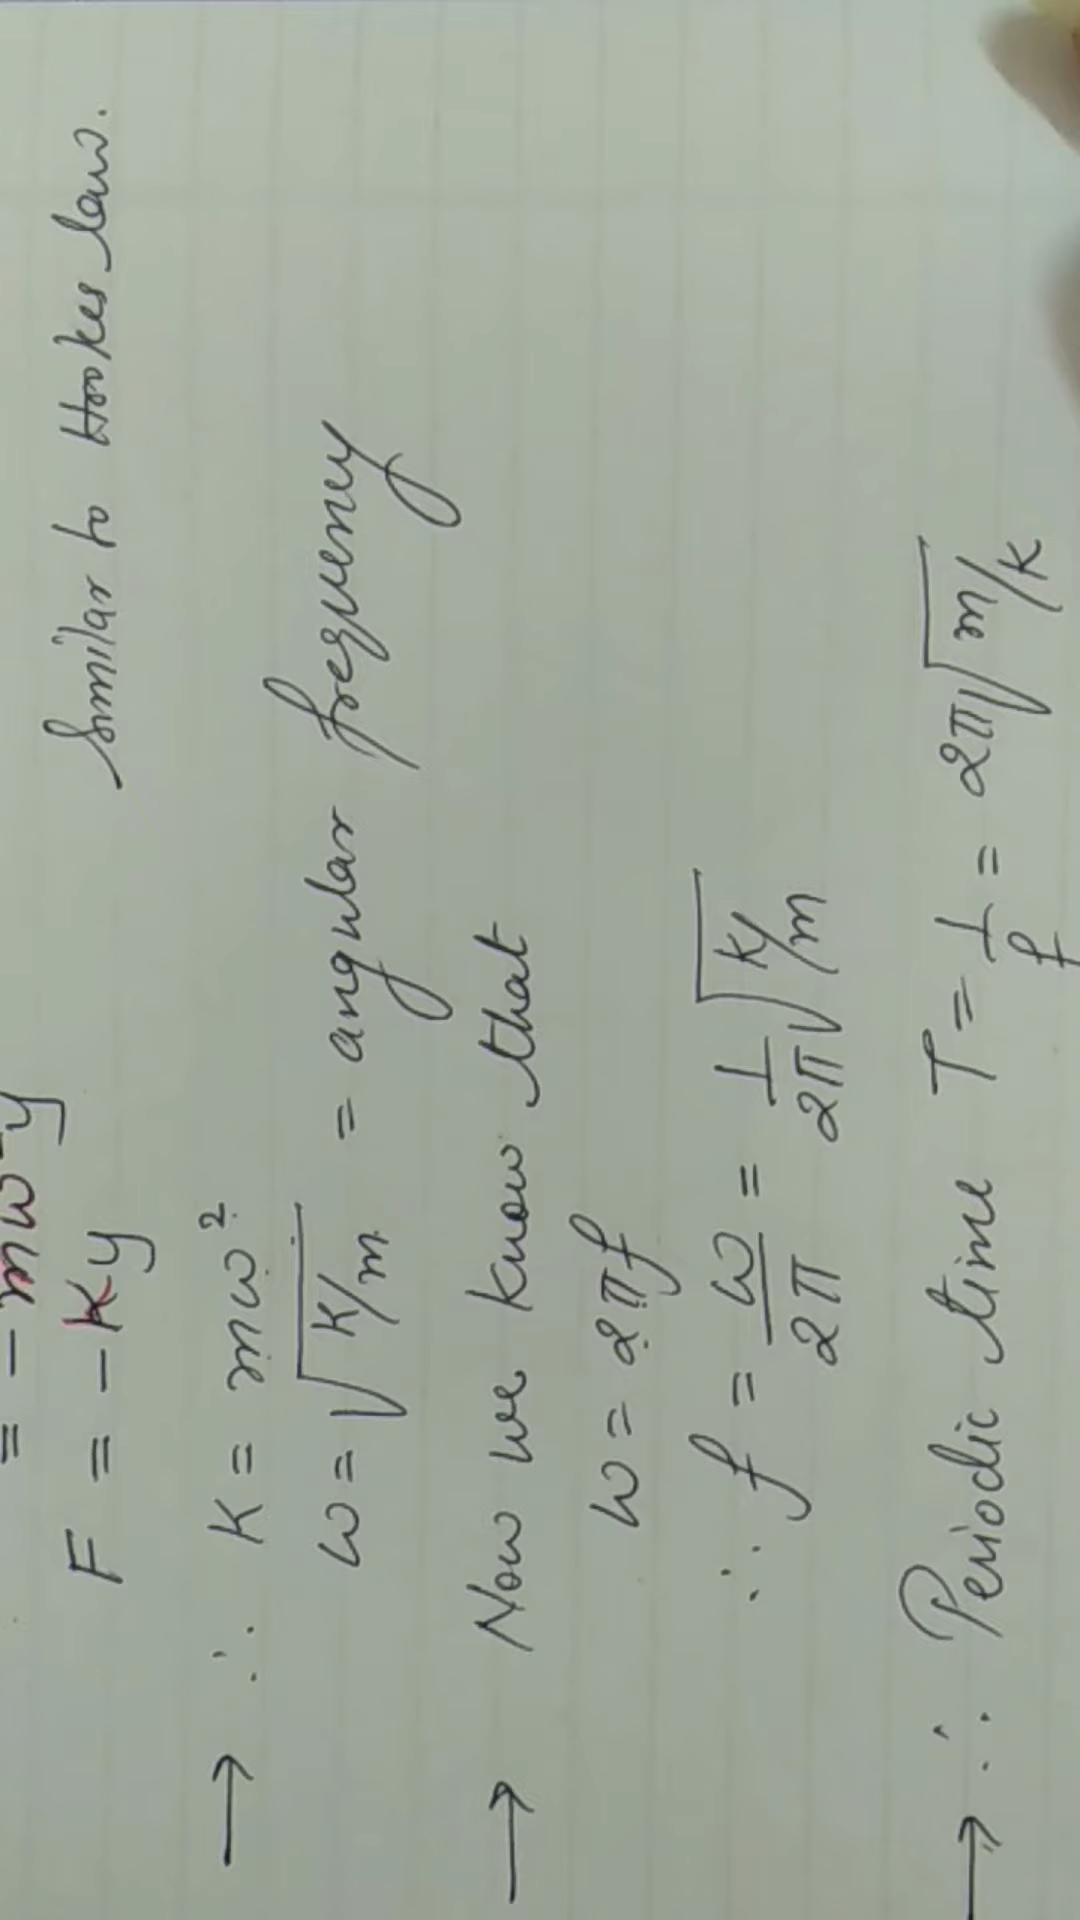 = - mω²y
F = - Ky Similar to Hookes law.
→ ∴ K = mω²
ω = √K/m = angular frequency
→ Now we know that
ω = 2πf
∴ f = ω/2π = 1/2π √K/m
→ ∴ Periodic time T = 1/f = 2π√m/K